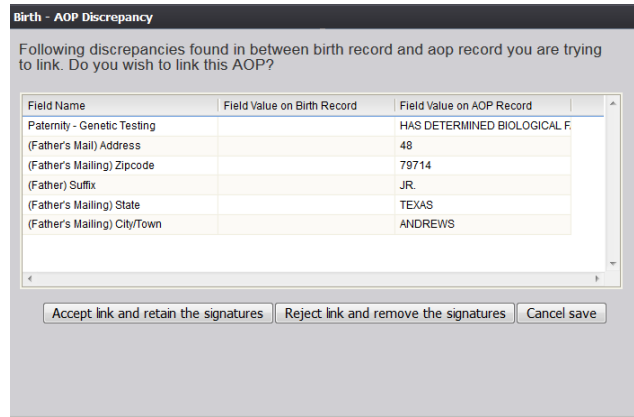 Birth - AOP Discrepancy
Following discrepancies found in between birth record and aop record you are trying
to link. Do you wish to link this AOP?
Field Name Field Value on Birth Record Field Value on AOP Record
Paternity - Genetic Testing HAS DETERMINED BIOLOGICAL F
(Father's Mail) Address 48
(Father's Mailing) Zipcode 79714
(Father) Suffix JR.
(Father's Mailing) State TEXAS
(Father's Mailing) City/Town ANDREWS
Accept link and retain the signatures Reject link and remove the signatures Cancel save